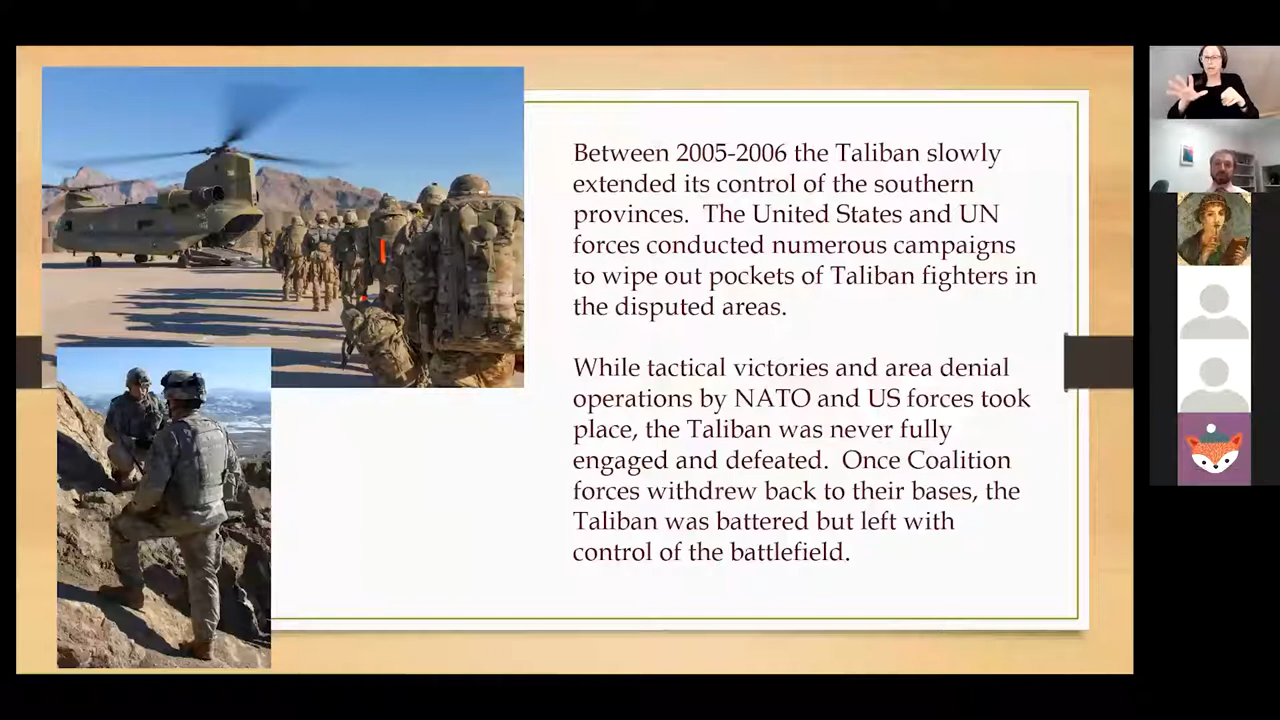 Between 2005-2006 the Taliban slowly
extended its control of the southern
provinces.  The United States and UN
forces conducted numerous campaigns
to wipe out pockets of Taliban fighters in
the disputed areas.
While tactical victories and area denial
operations by NATO and US forces took
place, the Taliban was never fully
engaged and defeated.  Once Coalition
forces withdrew back to their bases, the
Taliban was battered but left with
control of the battlefield.